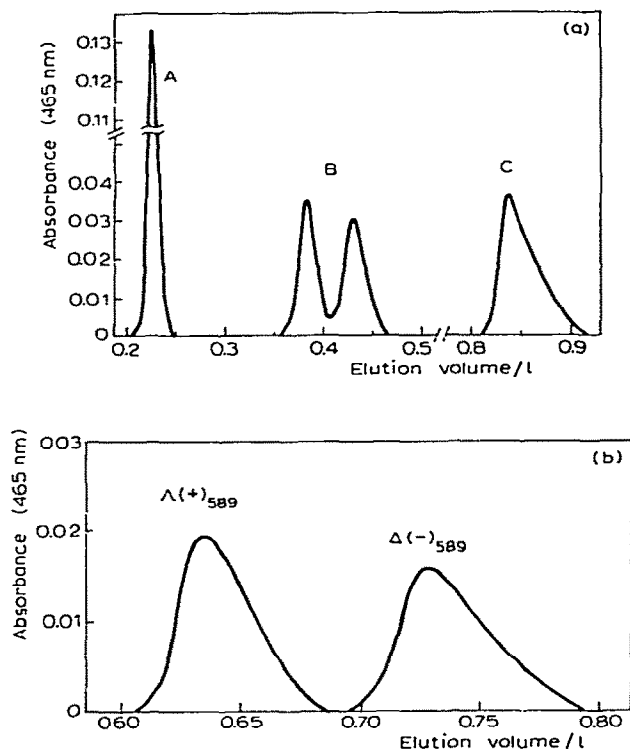 (a)
Absorbance (465 nm)
0.13
0.12
0.11
0.04
0.03
0.02
0.01
0
A
B
C
0.2 0.3 0.4 0.5 0.8 0.9
Elution volume/l
(b)
Absorbance (465 nm)
003
0.02
0.01
0
Λ(+)589
Δ(-)589
0.60 0.65 0.70 0.75 0.80
Elution volume/l